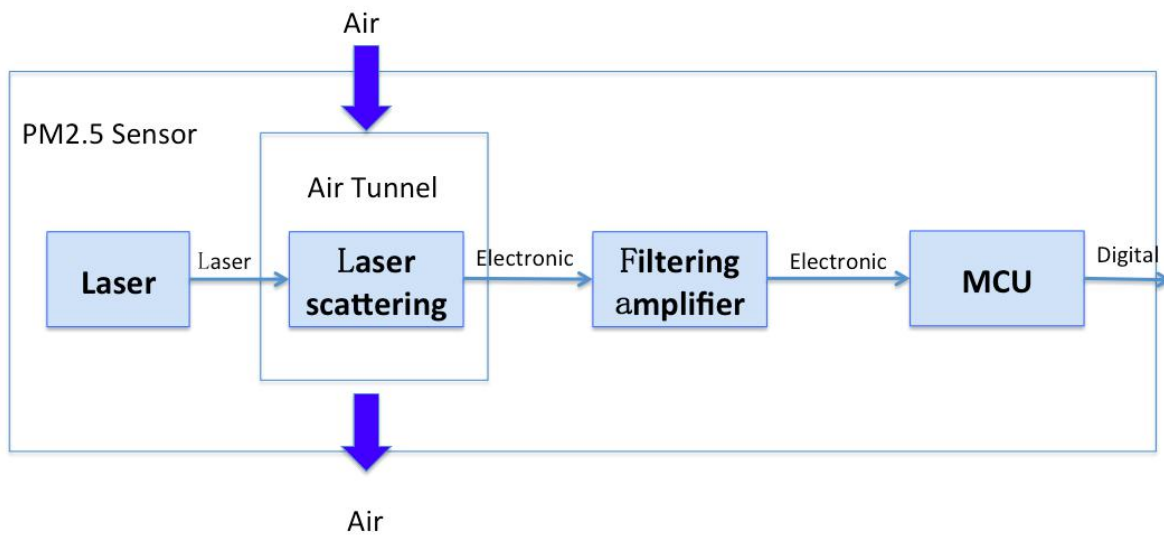 Air
PM2.5 Sensor
Air Tunnel
Laser
Laser
Laser
scattering
Electronic
Filtering
amplifier
Electronic
MCU
Digital
Air